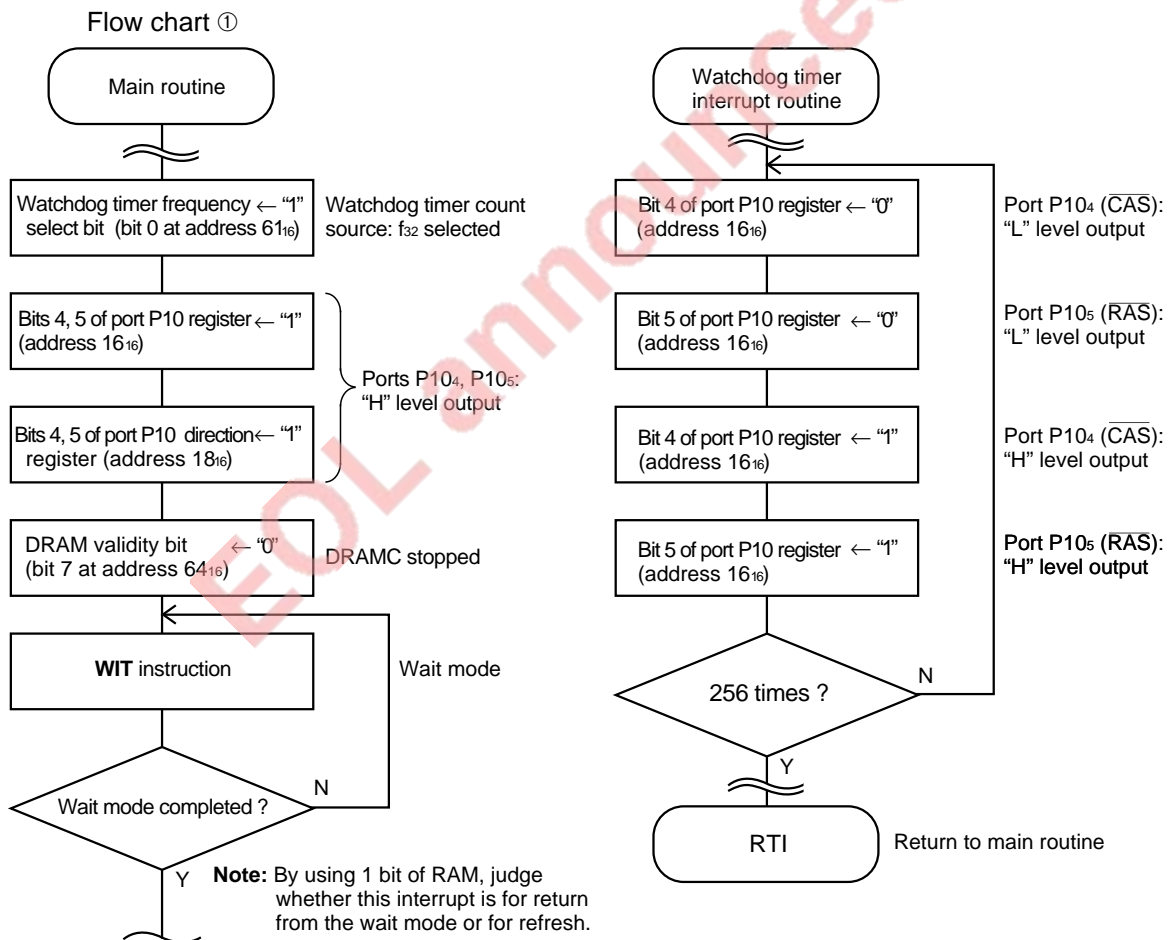 Flow chart ①
Main routine
Watchdog timer frequency ← “1”
select bit (bit 0 at address 61₁₆)
Watchdog timer count
source: f₃₂ selected
Bits 4, 5 of port P10 register ← “1”
(address 16₁₆)
Bits 4, 5 of port P10 direction ← “1”
register (address 18₁₆)
Ports P10₄, P10₅:
“H” level output
DRAM validity bit ← “0”
(bit 7 at address 64₁₆)
DRAMC stopped
WIT instruction
Wait mode
Wait mode completed ?
N
Y
Note: By using 1 bit of RAM, judge
whether this interrupt is for return
from the wait mode or for refresh.
Watchdog timer
interrupt routine
Bit 4 of port P10 register ← “0”
(address 16₁₆)
Port P10₄ (C̅A̅S̅):
“L” level output
Bit 5 of port P10 register ← “0”
(address 16₁₆)
Port P10₅ (R̅A̅S̅):
“L” level output
Bit 4 of port P10 register ← “1”
(address 16₁₆)
Port P10₄ (C̅A̅S̅):
“H” level output
Bit 5 of port P10 register ← “1”
(address 16₁₆)
Port P10₅ (R̅A̅S̅):
“H” level output
256 times ?
N
Y
RTI
Return to main routine
EOL announced